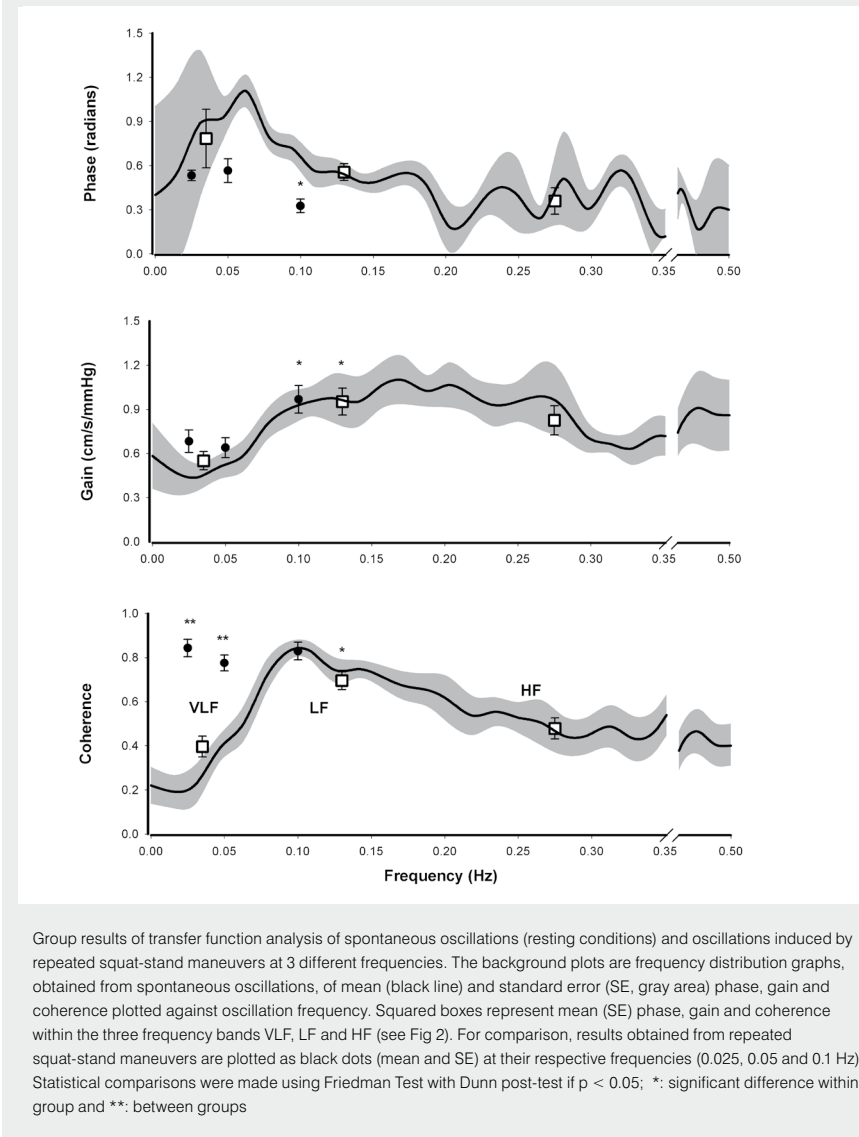 1.5
1.2
0.9
0.6
0.3
0.0
Phase (radians)
*
0.00 0.05 0.10 0.15 0.20 0.25 0.30 0.35 0.50
1.5
1.2
0.9
0.6
0.3
0.0
Gain (cm/s/mmHg)
* *
0.00 0.05 0.10 0.15 0.20 0.25 0.30 0.35 0.50
1.0
0.8
0.6
0.4
0.2
0.0
Coherence
** ** *
VLF LF HF
0.00 0.05 0.10 0.15 0.20 0.25 0.30 0.35 0.50
Frequency (Hz)
Group results of transfer function analysis of spontaneous oscillations (resting conditions) and oscillations induced by
repeated squat-stand maneuvers at 3 different frequencies. The background plots are frequency distribution graphs,
obtained from spontaneous oscillations, of mean (black line) and standard error (SE, gray area) phase, gain and
coherence plotted against oscillation frequency. Squared boxes represent mean (SE) phase, gain and coherence
within the three frequency bands VLF, LF and HF (see Fig 2). For comparison, results obtained from repeated
squat-stand maneuvers are plotted as black dots (mean and SE) at their respective frequencies (0.025, 0.05 and 0.1 Hz)
Statistical comparisons were made using Friedman Test with Dunn post-test if p < 0.05; *: significant difference within
group and **: between groups